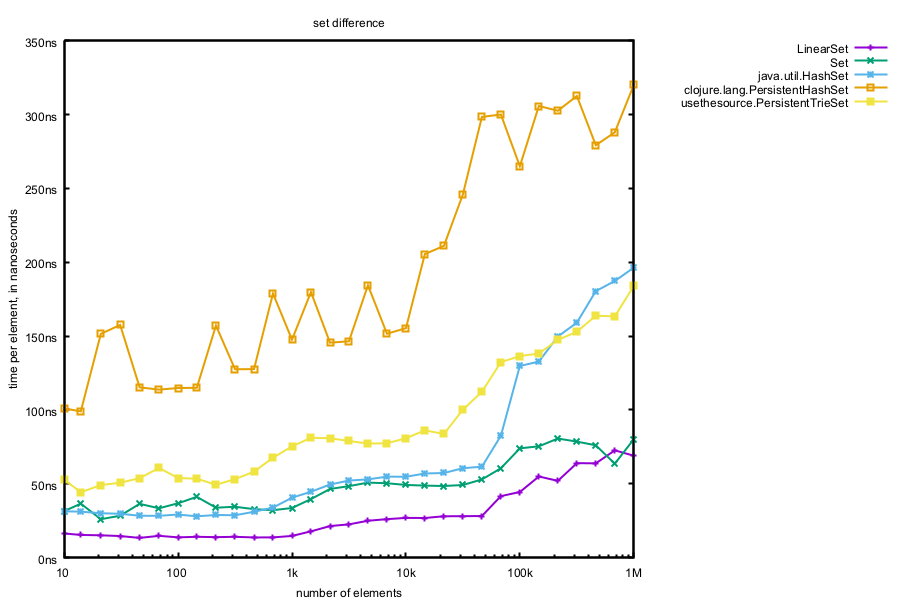 set difference
350ns
300ns
250ns
200ns
150ns
100ns
50ns
0ns
time per element, in nanoseconds
10
100
1k
10k
100k
1M
number of elements
LinearSet
Set
java.util.HashSet
clojure.lang.PersistentHashSet
usethesource.PersistentTrieSet